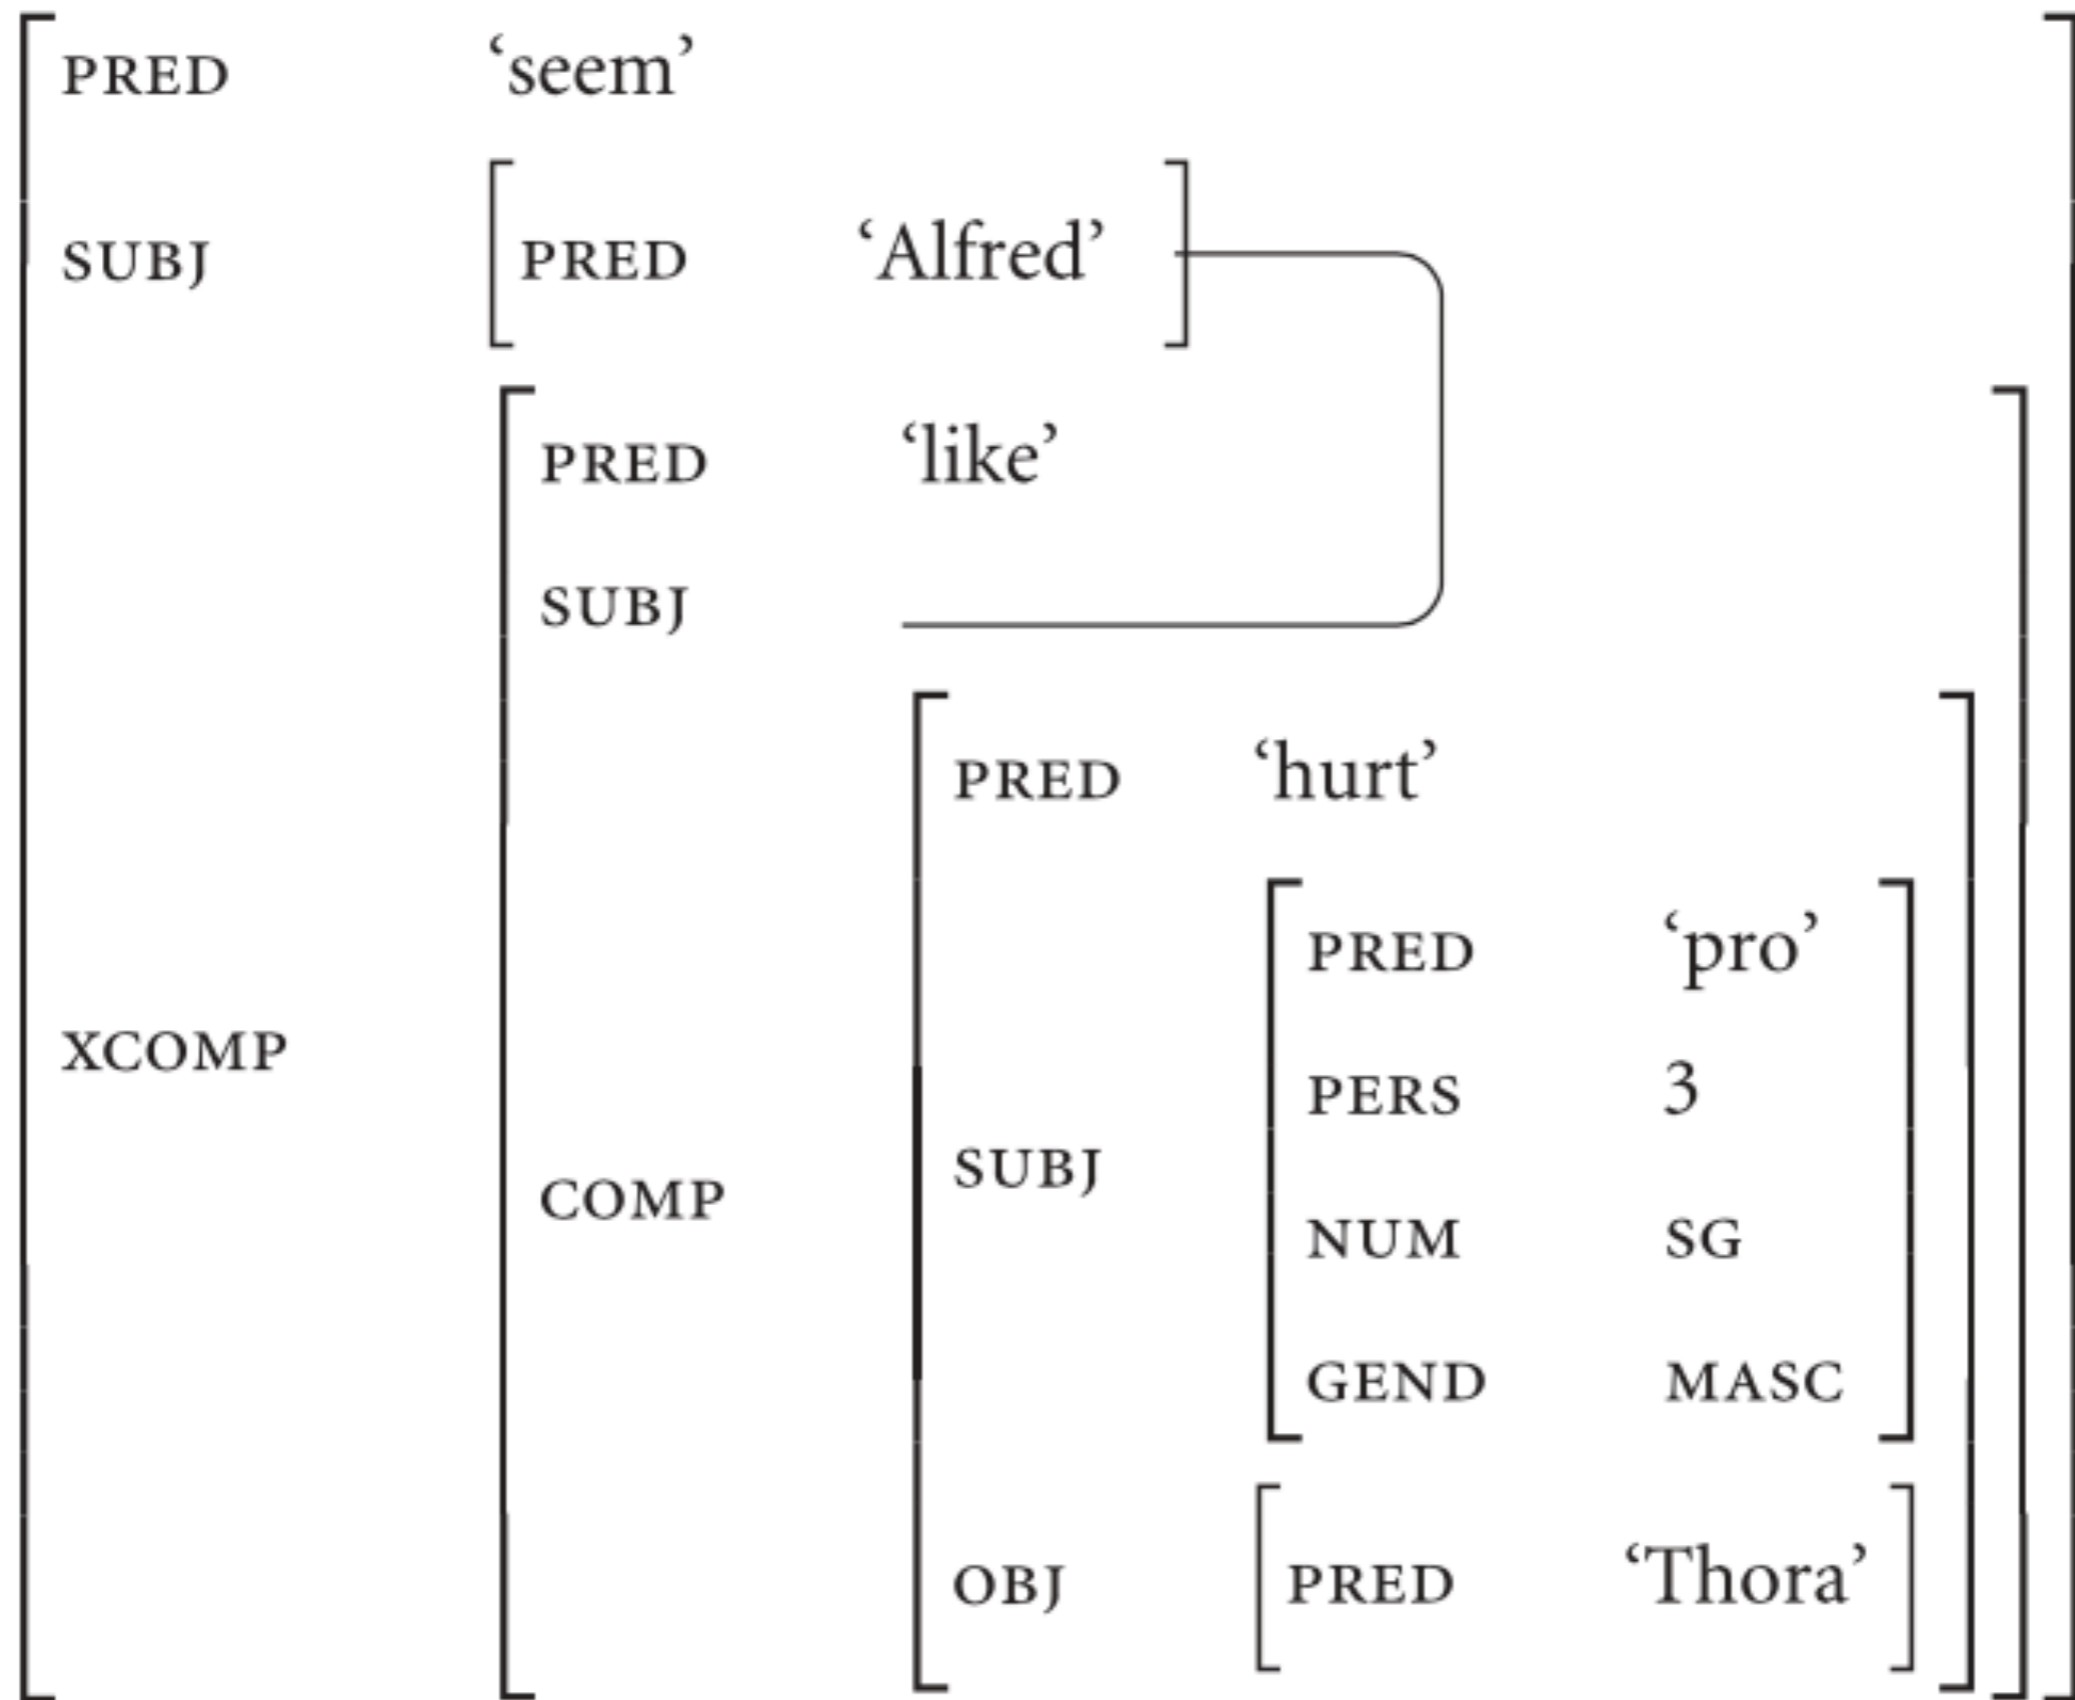 PRED ‘seem’
SUBJ PRED ‘Alfred’
PRED ‘like’
SUBJ
PRED ‘hurt’
PRED ‘pro’
XCOMP
PERS 3
SUBJ
COMP
NUM SG
GEND MASC
OBJ PRED ‘Thora’